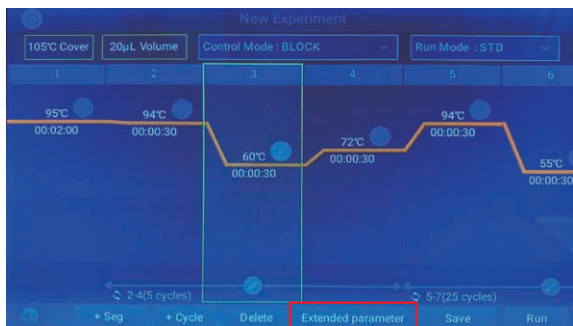 New Experiment
105℃ Cover 20µL Volume Control Mode : BLOCK Run Mode : STD
1 2 3 4 5 6
95℃ 94℃ 60℃ 72℃ 94℃ 55℃
00:02:00 00:00:30 00:00:30 00:00:30 00:00:30 00:00:30
2-4(5 cycles) 5-7(25 cycles)
+ Seg + Cycle Delete Extended parameter Save Run